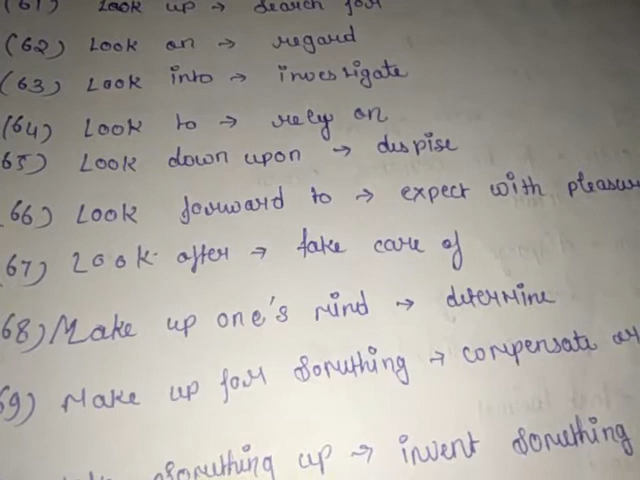 (61) Look up → Search for
(62) Look on → regard
(63) Look into → investigate
(64) Look to → rely on
65) Look down upon → despise
66) Look forward to → expect with pleasur
67) Look after → take care of
68) Make up one's mind → determine
69) Make up for something → compensate
something up → invent something